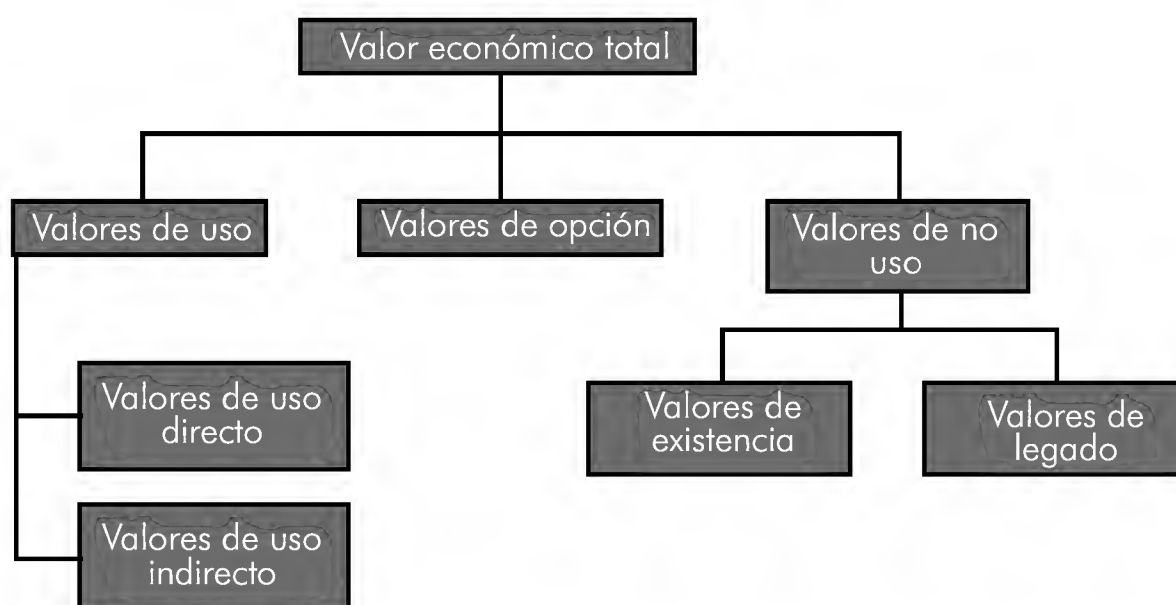 Valor económico total
Valores de uso
Valores de opción
Valores de no
uso
Valores de uso
directo
Valores de existencia
Valores de
legado
Valores de uso
indirecto